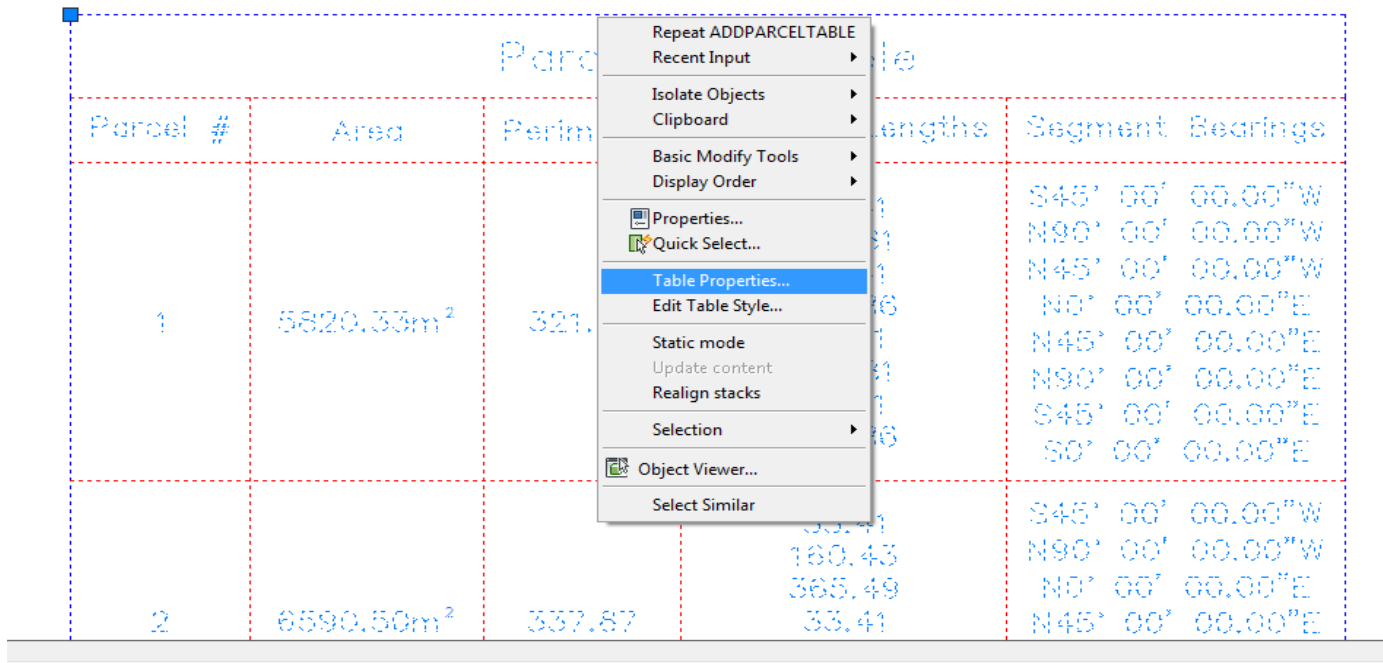 Parc le
Parcel # Area Perim engths Segment Bearings
1 5820.33m² 321.
S45° 00' 00.00"W
N90° 00' 00.00"W
N45° 00' 00.00"W
N0° 00' 00.00"E
N45° 00' 00.00"E
N90° 00' 00.00"E
S45° 00' 00.00"E
S0° 00' 00.00"E
2 6590.50m² 337.87
33.41
160.43
365.49
33.41
S45° 00' 00.00"W
N90° 00' 00.00"W
N0° 00' 00.00"E
N45° 00' 00.00"E
Repeat ADDPARCELTABLE
Recent Input
Isolate Objects
Clipboard
Basic Modify Tools
Display Order
Properties...
Quick Select...
Table Properties...
Edit Table Style...
Static mode
Update content
Realign stacks
Selection
Object Viewer...
Select Similar